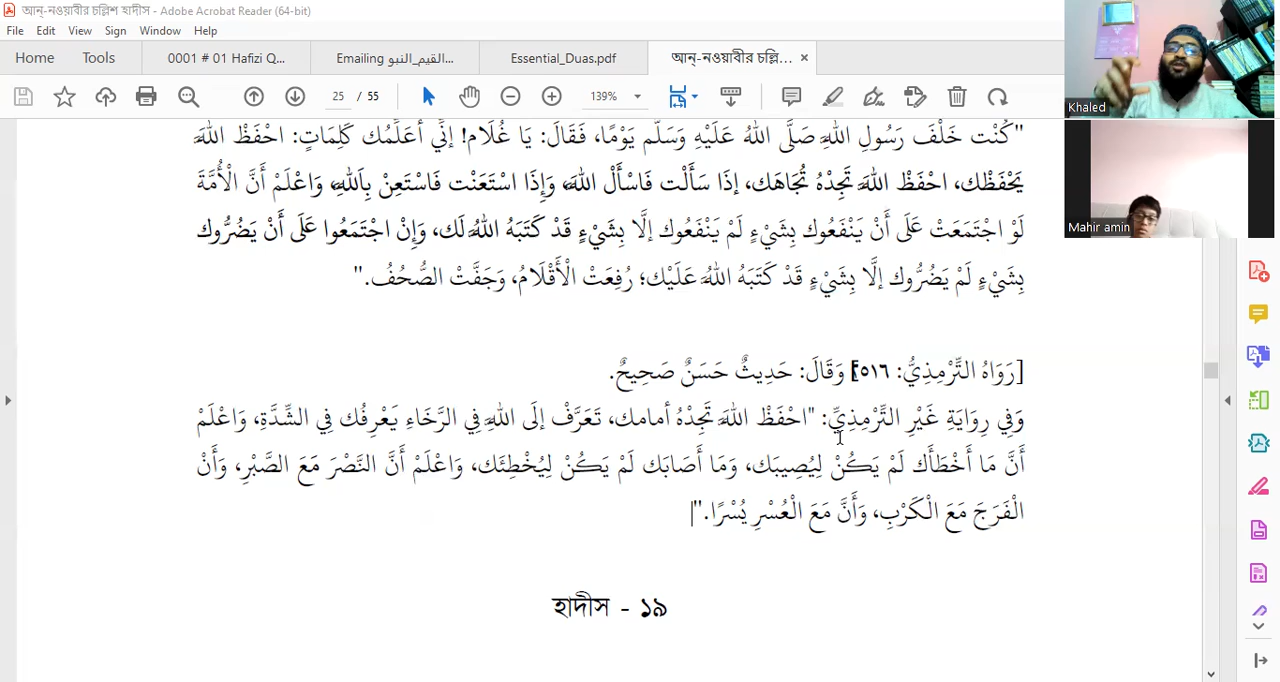 আন্-নওয়াবীর চল্লিশ হাদীস - Adobe Acrobat Reader (64-bit)
File Edit View Sign Window Help
Home Tools 0001 # 01 Hafizi Q... Emailing القيم_النبو... Essential_Duas.pdf আন্-নওয়াবীর চল্লি... ×
25 / 55 139%
"كُنْت خَلْفَ رَسُولِ اللَّهِ صَلَّى اللهُ عَلَيْهِ وَسَلَّم يَوْمًا، فَقَالَ: يَا غُلَام! إنِّي أُعَلِّمُك كَلِمَاتٍ: احْفَظْ اللَّهَ
يَحْفَظْك، احْفَظْ اللَّهَ تَجِدْهُ تُجَاهَك، إذَا سَأَلْت فَاسْأَلْ اللَّهَ، وَإِذَا اسْتَعَنْت فَاسْتَعِنْ بِاَللَّهِ، وَاعْلَمْ أَنَّ الْأُمَّةَ
لَوْ اجْتَمَعَتْ عَلَى أَنْ يَنْفَعُوك بِشَيْءٍ لَمْ يَنْفَعُوك إلَّا بِشَيْءٍ قَدْ كَتَبَهُ اللَّهُ لَك، وَإِنْ اجْتَمَعُوا عَلَى أَنْ يَضُرُّوك
بِشَيْءٍ لَمْ يَضُرُّوك إلَّا بِشَيْءٍ قَدْ كَتَبَهُ اللَّهُ عَلَيْك؛ رُفِعَتْ الْأَقْلَامُ، وَجَفَّتْ الصُّحُفُ."
[رَوَاهُ التِّرْمِذِيُّ: ٥١٦٢] وَقَالَ: حَدِيثٌ حَسَنٌ صَحِيحٌ.
وَفِي رِوَايَةِ غَيْرِ التِّرْمِذِيِّ: "احْفَظْ اللَّهَ تَجِدْهُ أمامك، تَعَرَّفْ إلَى اللَّهِ فِي الرَّخَاءِ يَعْرِفُك فِي الشِّدَّةِ، وَاعْلَمْ
أَنَّ مَا أَخْطَأَك لَمْ يَكُنْ لِيُصِيبَك، وَمَا أَصَابَك لَمْ يَكُنْ لِيُخْطِئَك، وَاعْلَمْ أَنَّ النَّصْرَ مَعَ الصَّبْرِ، وَأَنْ
الْفَرَجَ مَعَ الْكَرْبِ، وَأَنَّ مَعَ الْعُسْرِ يُسْرًا."
হাদীস - ১৯
Khaled
Mahir amin